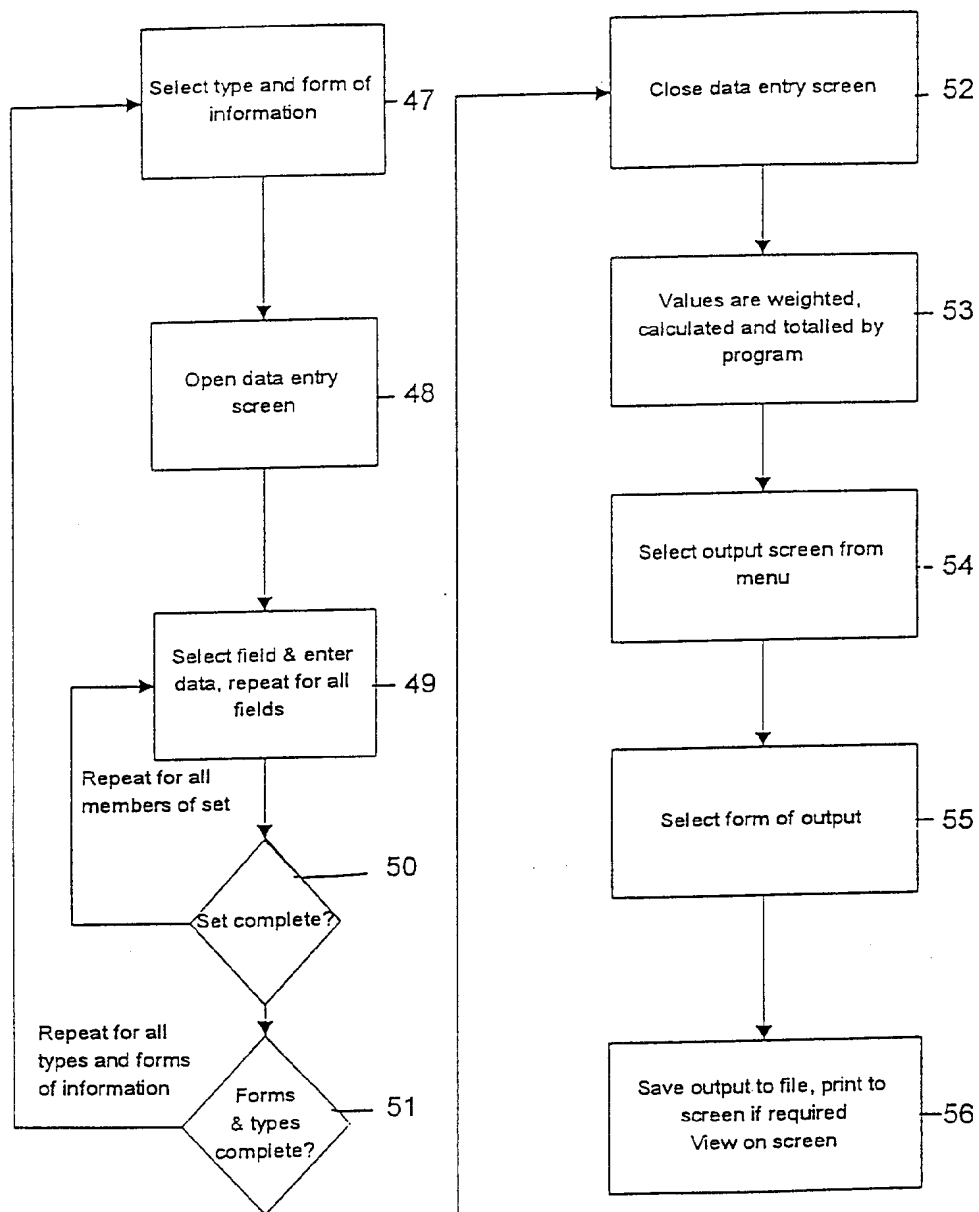 Select type and form of
information
47
Open data entry
screen
48
Select field & enter
data, repeat for all
fields
49
Repeat for all
members of set
50
Set complete?
Repeat for all
types and forms
of information
Forms
& types
complete?
51
Close data entry screen
52
Values are weighted,
calculated and totalled by
program
53
Select output screen from
menu
54
Select form of output
55
Save output to file, print to
screen if required
View on screen
56